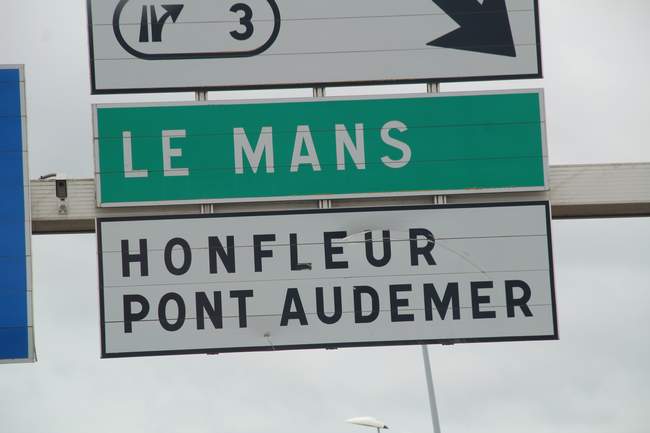 3
LE MANS
HONFLEUR
PONT AUDEMER